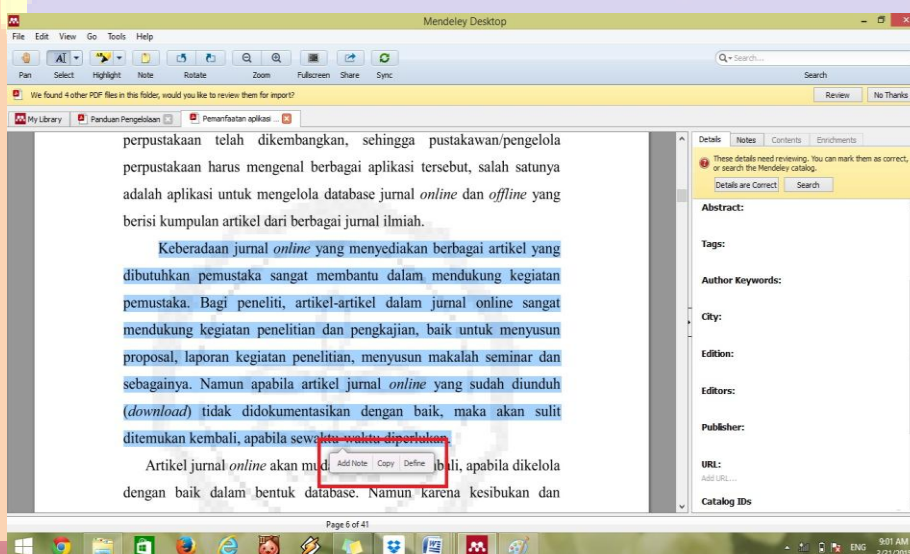 Mendeley Desktop
File Edit View Go Tools Help
Pan Select Highlight Note Rotate Zoom Fullscreen Share Sync
Search...
Search
We found 4 other PDF files in this folder, would you like to review them for import?
Review No Thanks
My Library Panduan Pengelolaan Pemanfaatan aplikasi ...
perpustakaan telah dikembangkan, sehingga pustakawan/pengelola
perpustakaan harus mengenal berbagai aplikasi tersebut, salah satunya
adalah aplikasi untuk mengelola database jurnal online dan offline yang
berisi kumpulan artikel dari berbagai jurnal ilmiah.
Keberadaan jurnal online yang menyediakan berbagai artikel yang
dibutuhkan pemustaka sangat membantu dalam mendukung kegiatan
pemustaka. Bagi peneliti, artikel-artikel dalam jurnal online sangat
mendukung kegiatan penelitian dan pengkajian, baik untuk menyusun
proposal, laporan kegiatan penelitian, menyusun makalah seminar dan
sebagainya. Namun apabila artikel jurnal online yang sudah diunduh
(download) tidak didokumentasikan dengan baik, maka akan sulit
ditemukan kembali, apabila sewaktu-waktu diperlukan.
Add Note Copy Define
Artikel jurnal online akan mud bali, apabila dikelola
dengan baik dalam bentuk database. Namun karena kesibukan dan
Details Notes Contents Enrichments
These details need reviewing. You can mark them as correct,
or search the Mendeley catalog.
Details are Correct Search
Abstract:
Tags:
Author Keywords:
City:
Edition:
Editors:
Publisher:
URL:
Add URL...
Catalog IDs
Page 6 of 41
ENG 9:01 AM